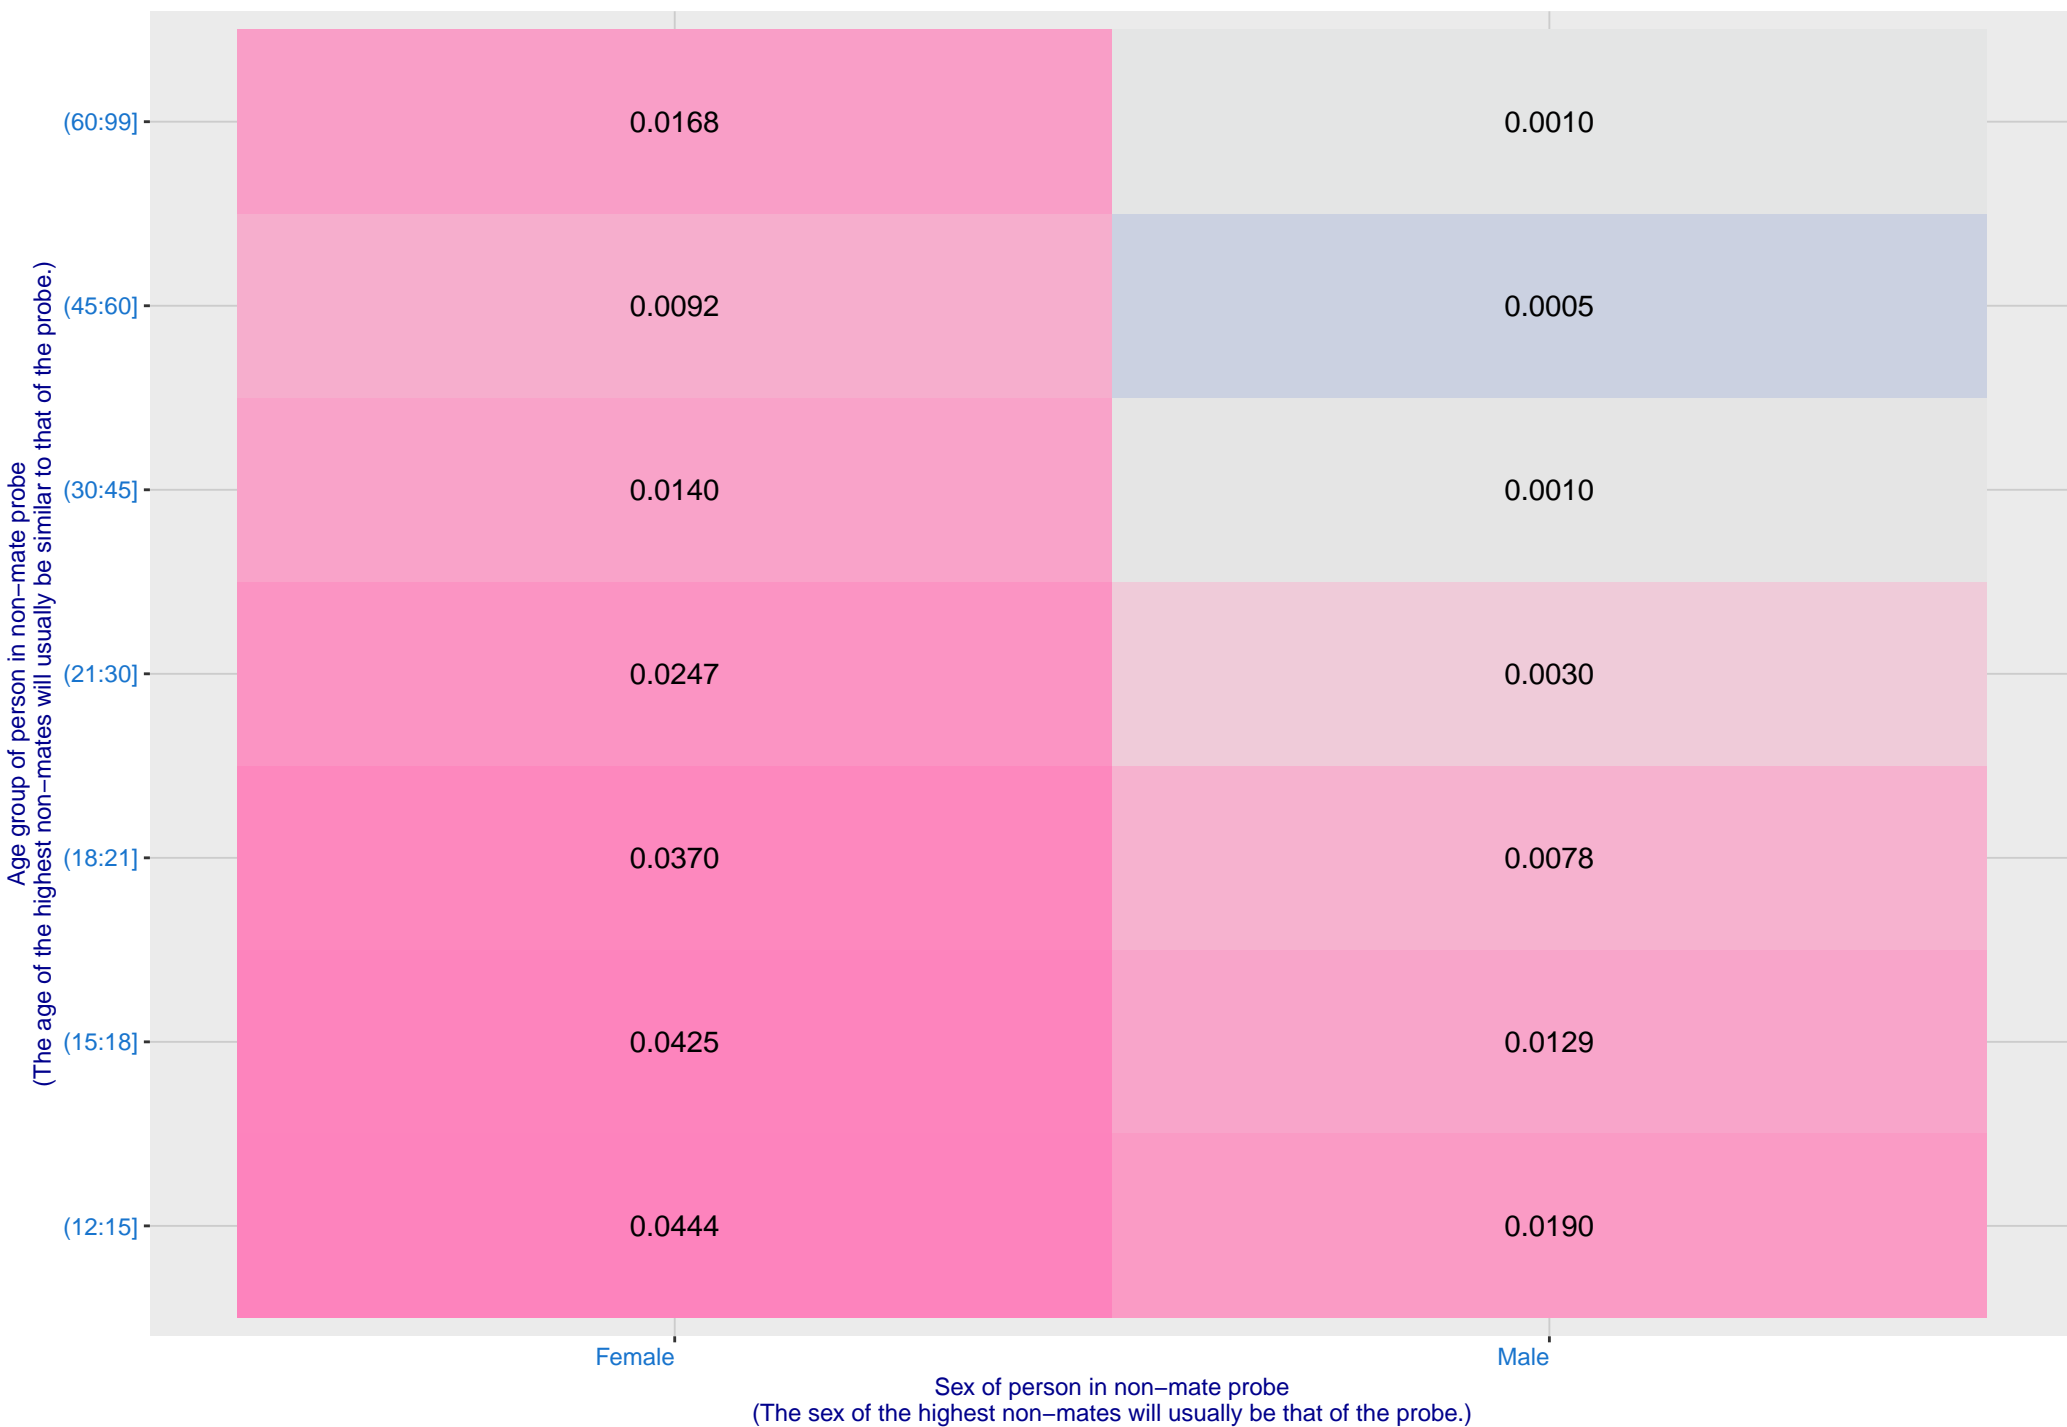 (60:99] 0.0168 0.0010
(45:60] 0.0092 0.0005
(30:45] 0.0140 0.0010
(21:30] 0.0247 0.0030
(18:21] 0.0370 0.0078
(15:18] 0.0425 0.0129
(12:15] 0.0444 0.0190
Age group of person in non−mate probe
(The age of the highest non−mates will usually be similar to that of the probe.)
Female Male
Sex of person in non−mate probe
(The sex of the highest non−mates will usually be that of the probe.)